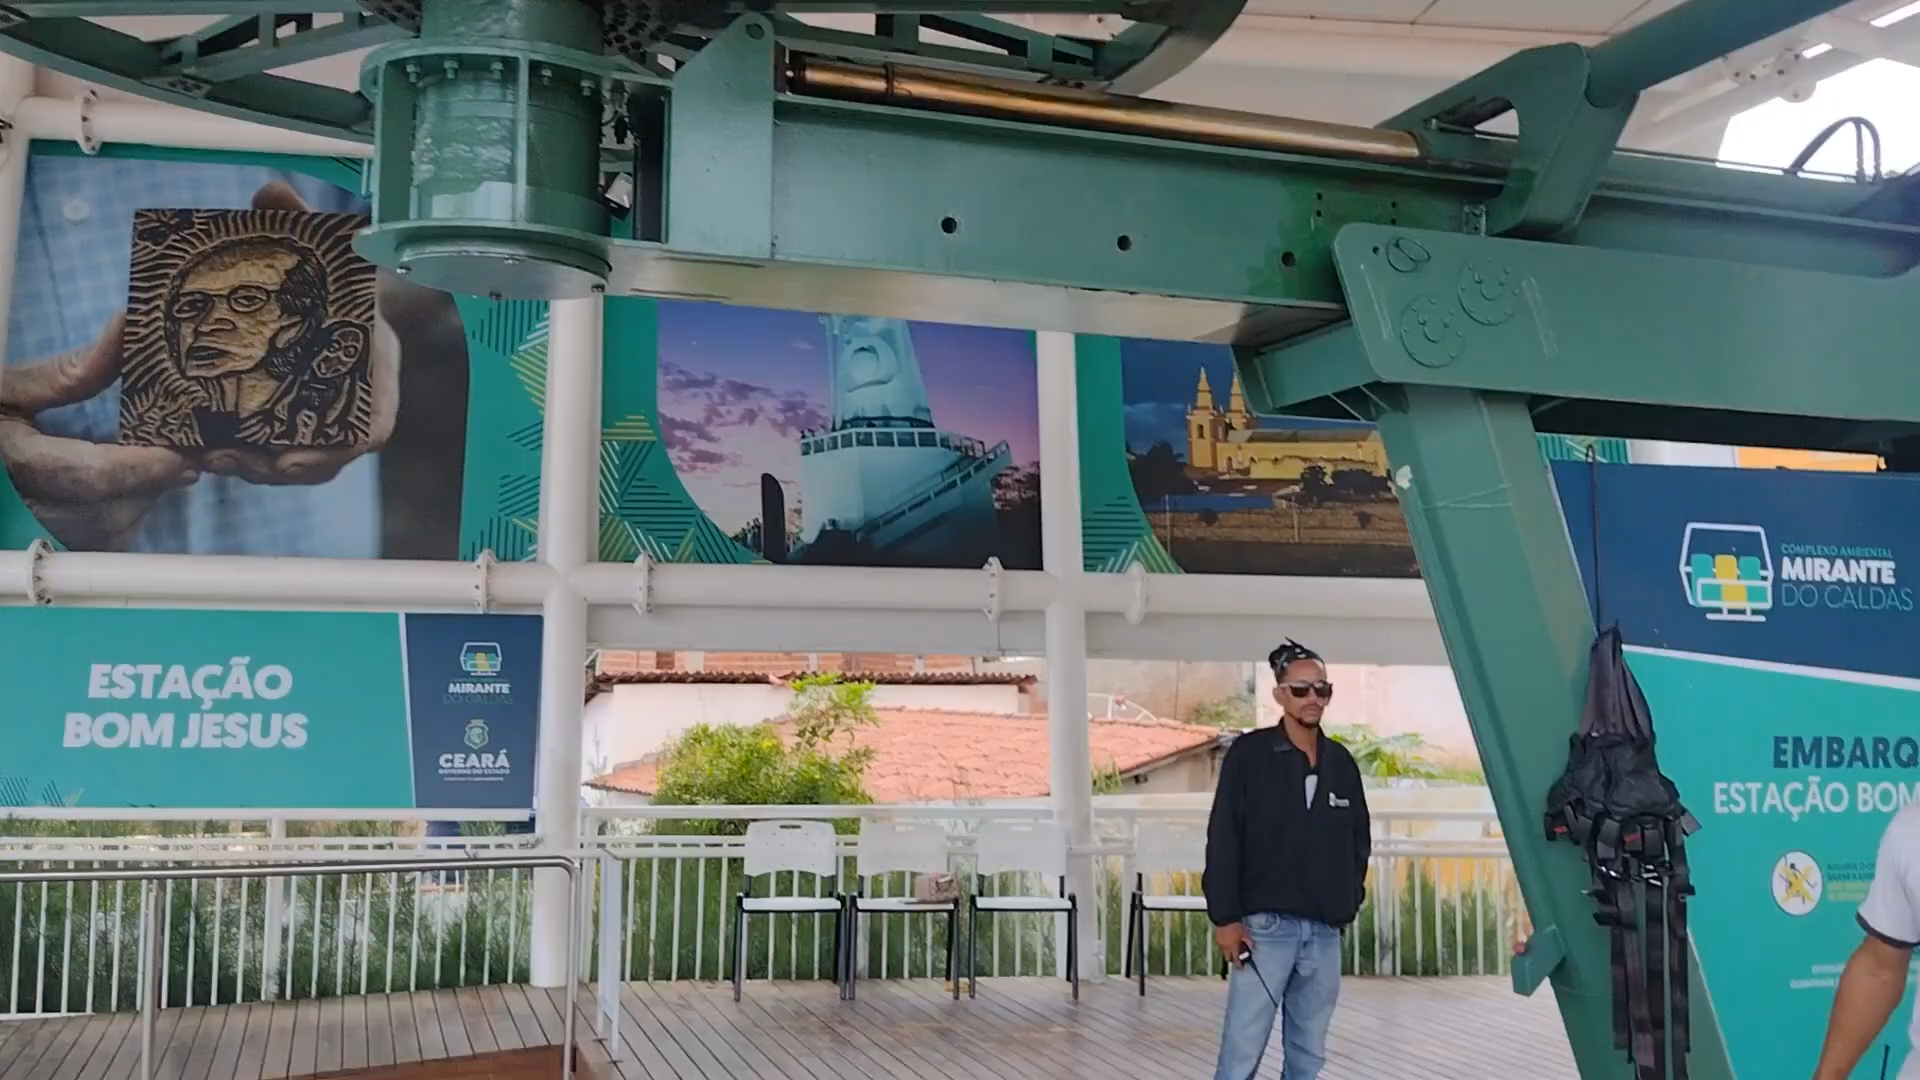 ESTAÇÃO
BOM JESUS
MIRANTE
DO CALDAS
CEARÁ
GOVERNO DO ESTADO
COMPLEXO AMBIENTAL
MIRANTE
DO CALDAS
EMBARQ
ESTAÇÃO BOM